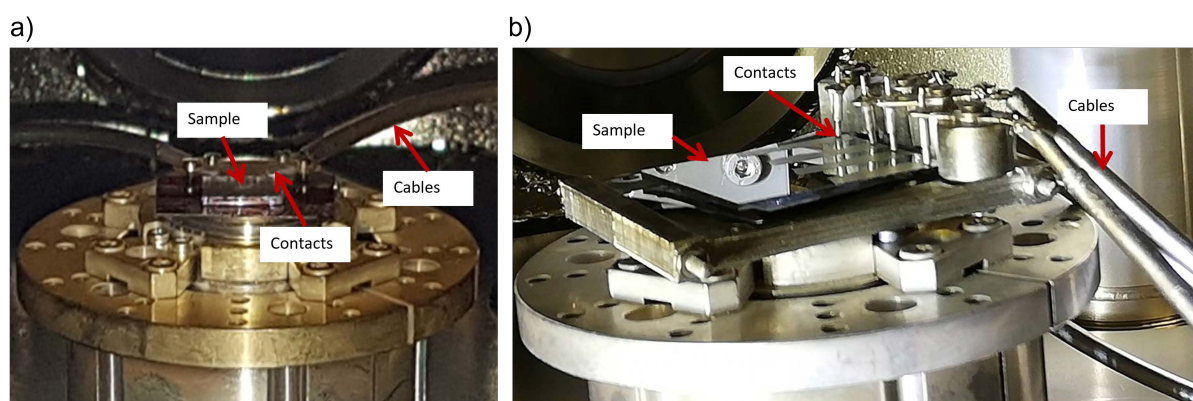 a)
b)
Sample
Cables
Contacts
Contacts
Sample
Cables